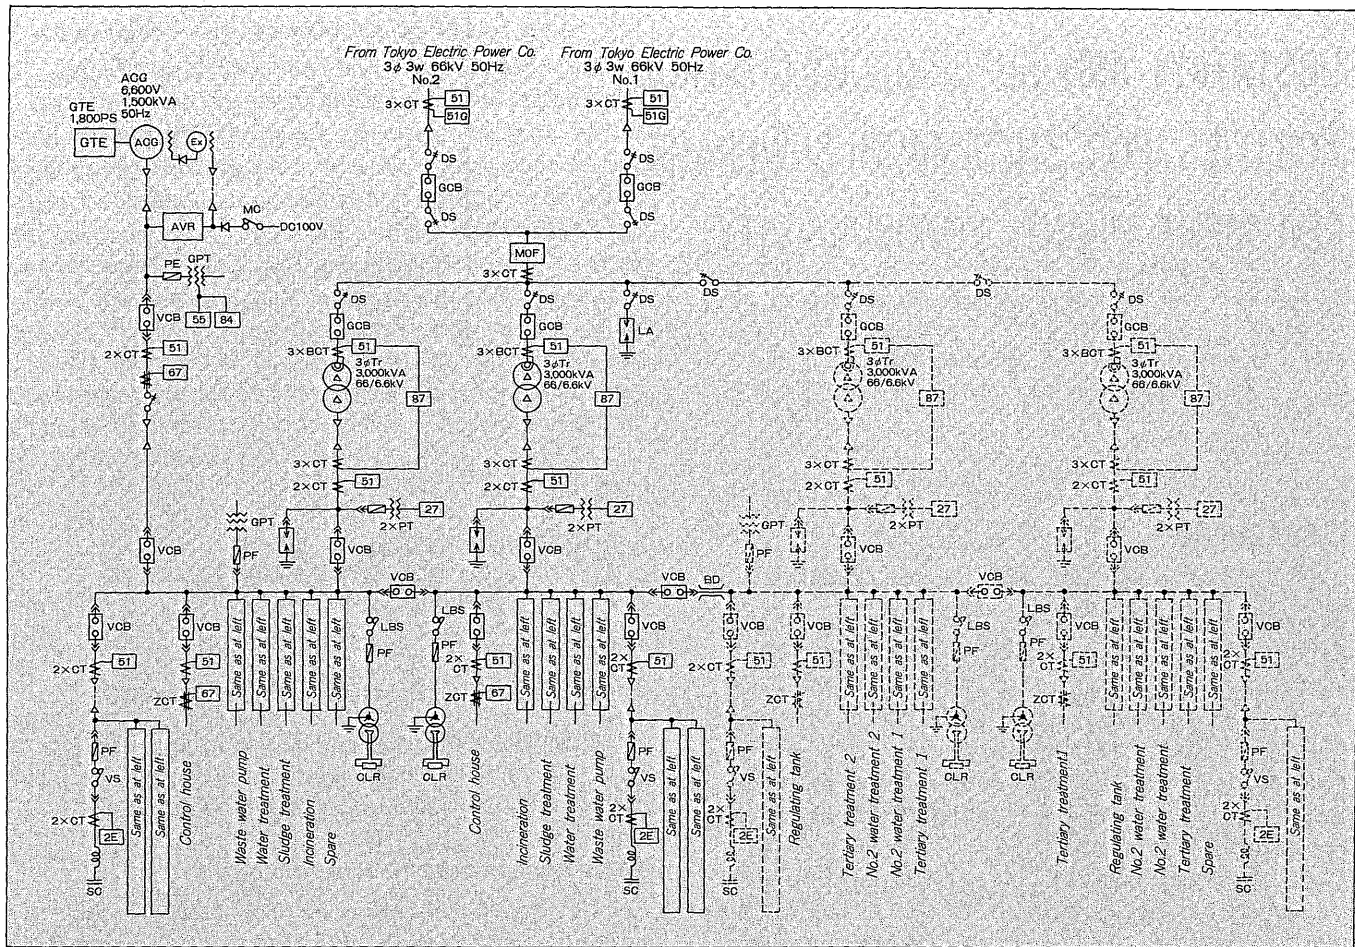 From Tokyo Electric Power Co.
3φ 3w 66kV 50Hz
No.2
From Tokyo Electric Power Co.
3φ 3w 66kV 50Hz
No.1
ACG
6,600V
1,500kVA
50Hz
GTE
1,800PS
GTE
ACG
Ex
3×CT
51
51G
3×CT
51
51G
DS
DS
GCB
GCB
DS
DS
AVR
MC
DC100V
MOF
3×CT
PE
GPT
55
84
VCB
2×CT
51
67
DS
DS
DS
DS
DS
DS
LA
GCB
3×BCT
51
3φTr
3,000kVA
66/6.6kV
87
3×CT
2×CT
51
27
2×PT
GCB
3×BCT
51
3φTr
3,000kVA
66/6.6kV
87
3×CT
2×CT
51
27
2×PT
GCB
3×BCT
51
3φTr
3,000kVA
66/6.6kV
87
3×CT
2×CT
51
27
2×PT
GCB
3×BCT
51
3φTr
3,000kVA
66/6.6kV
87
3×CT
2×CT
51
27
2×PT
VCB
GPT
PF
VCB
VCB
GPT
PF
VCB
VCB
VCB
VCB
BD
VCB
VCB
2×CT
51
PF
VS
2×CT
2E
SC
Same as at left
Same as at left
VCB
51
ZCT
67
Control house
Same as at left
Same as at left
Same as at left
Same as at left
Same as at left
Waste water pump
Water treatment
Sludge treatment
Incineration
Spare
LBS
PF
CLR
LBS
PF
CLR
VCB
2×
CT
51
ZCT
67
Control house
Same as at left
Same as at left
Same as at left
Same as at left
Incineration
Sludge treatment
Water treatment
Waste water pump
VCB
2×
CT
51
PF
VS
2×
CT
2E
SC
Same as at left
Same as at left
VCB
2×CT
51
PF
VS
2×
CT
2E
SC
Same as at left
VCB
51
ZCT
Regulating tank
Same as at left
Same as at left
Same as at left
Same as at left
Tertiary treatment 2
No.2 water treatment 2
No.2 water treatment 1
Tertiary treatment 1
LBS
PF
CLR
LBS
PF
CLR
VCB
2×
CT
51
ZCT
Tertiary treatment1
Same as at left
Same as at left
Same as at left
Same as at left
Same as at left
Regulating tank
No.2 water treatment
No.2 water treatment
Tertiary treatment
Spare
VCB
2×
CT
51
PF
VS
2×
CT
2E
SC
Same as at left